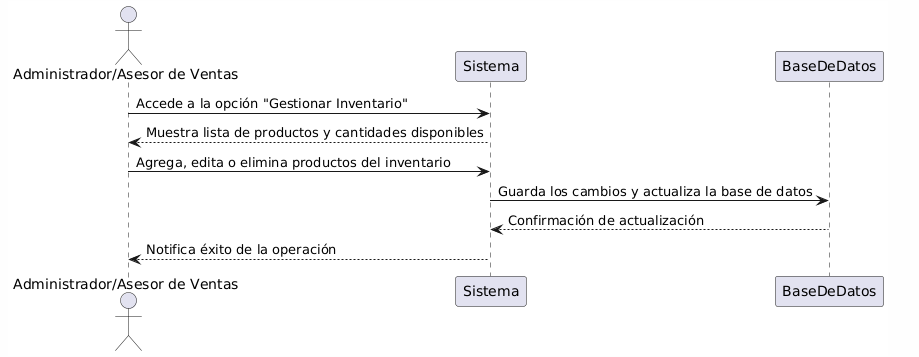 Administrador/Asesor de Ventas
Sistema
BaseDeDatos
Accede a la opción "Gestionar Inventario"
Muestra lista de productos y cantidades disponibles
Agrega, edita o elimina productos del inventario
Guarda los cambios y actualiza la base de datos
Confirmación de actualización
Notifica éxito de la operación
Administrador/Asesor de Ventas
Sistema
BaseDeDatos